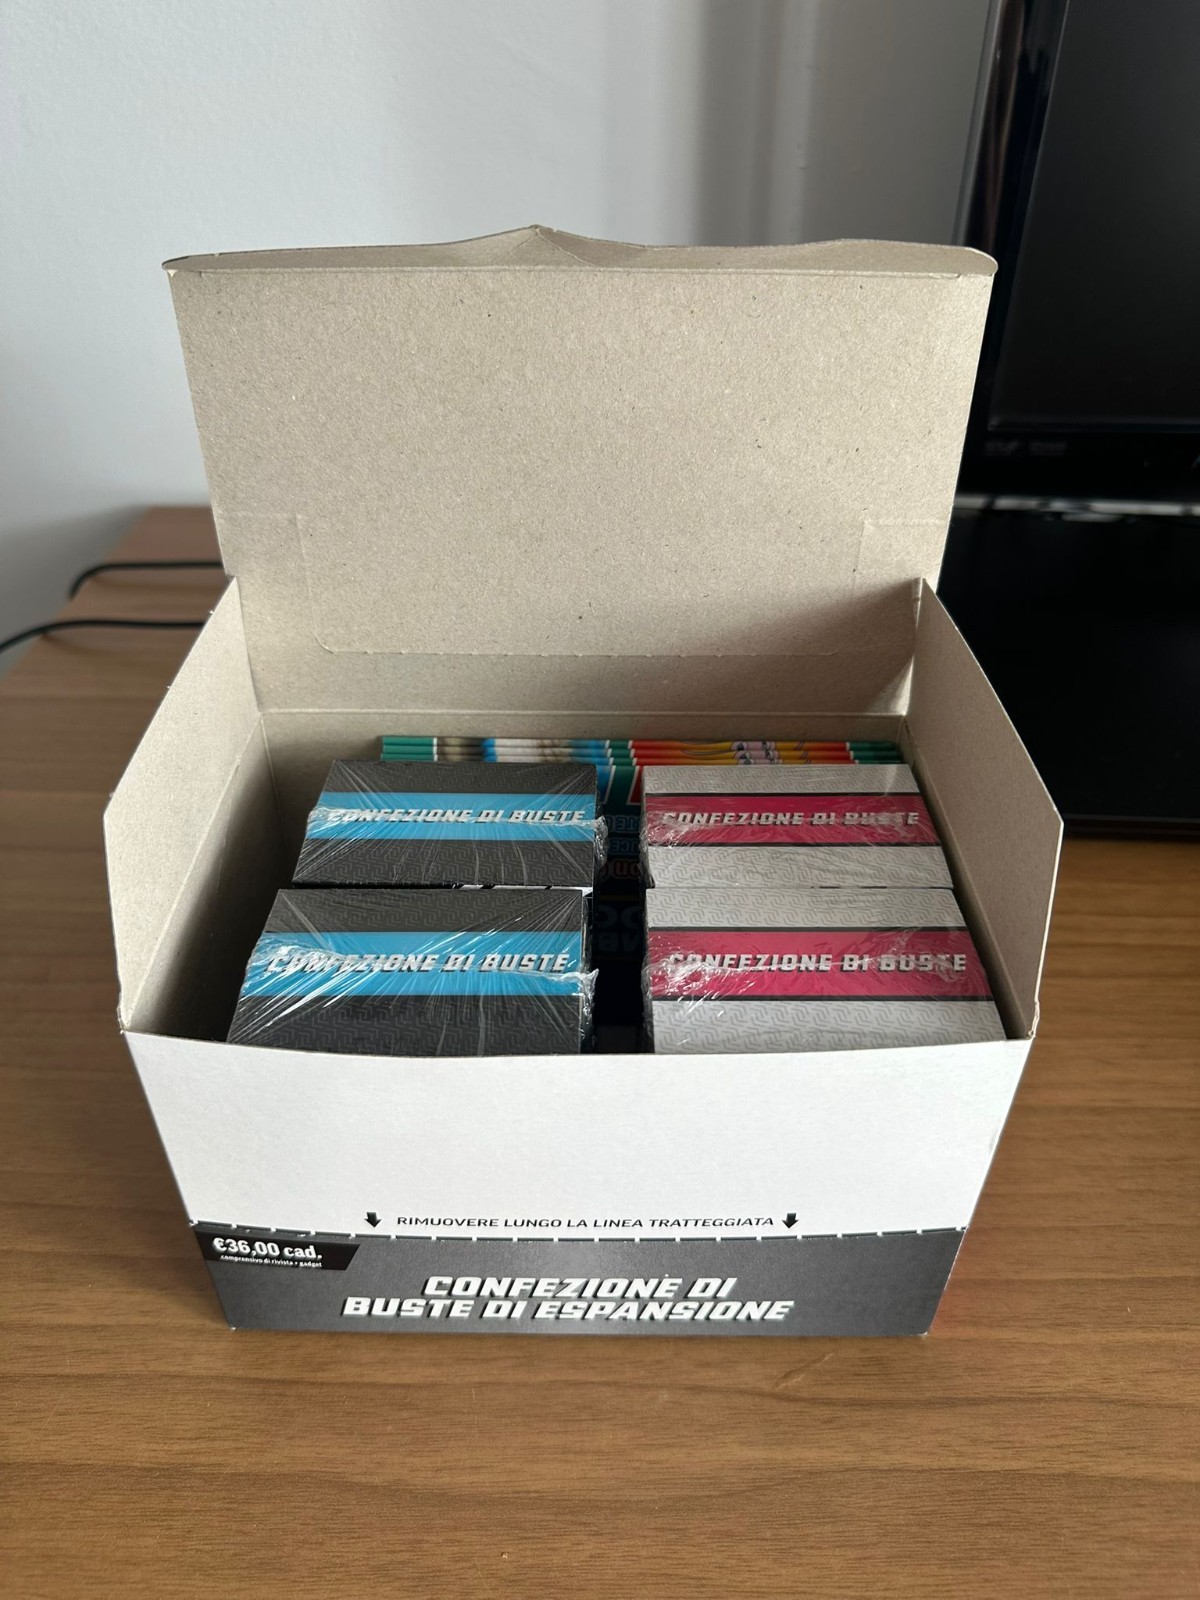 CONFEZIONE DI BUSTE
CONFEZIONE DI BUSTE
CONFEZIONE DI BUSTE
CONFEZIONE DI BUSTE
RIMUOVERE LUNGO LA LINEA TRATTEGGIATA
€36,00 cad.
comprensivo di rivista + gadget
CONFEZIONE DI
BUSTE DI ESPANSIONE